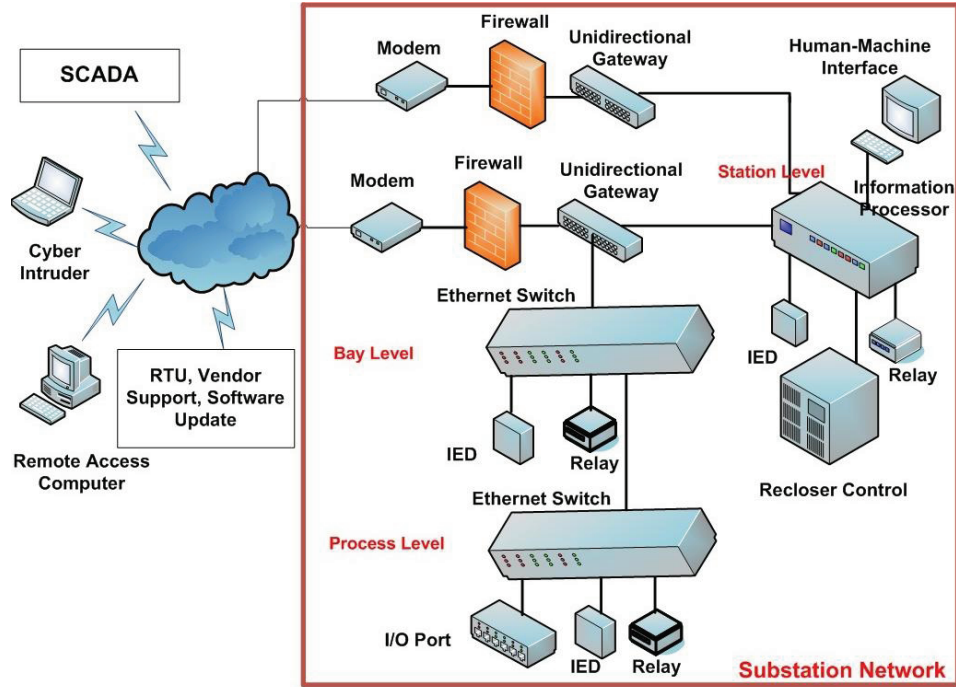 SCADA
Cyber
Intruder
Remote Access
Computer
RTU, Vendor
Support, Software
Update
Modem
Firewall
Unidirectional
Gateway
Human-Machine
Interface
Modem
Firewall
Unidirectional
Gateway
Station Level
Information
Processor
Ethernet Switch
Bay Level
IED
Relay
IED
Relay
Recloser Control
Ethernet Switch
Process Level
I/O Port
IED
Relay
Substation Network